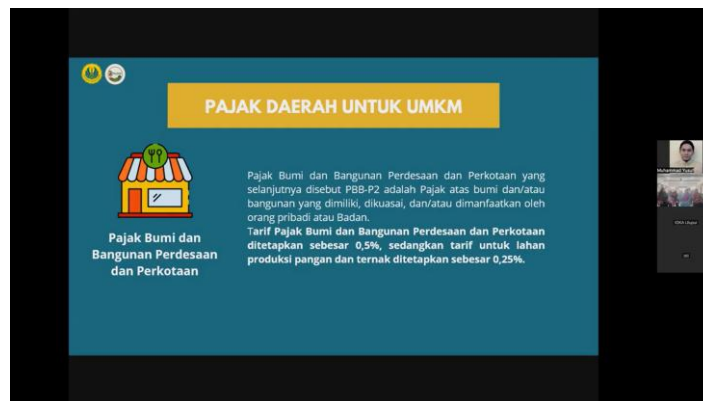 PAJAK DAERAH UNTUK UMKM
Pajak Bumi dan
Bangunan Perdesaan
dan Perkotaan
Pajak Bumi dan Bangunan Perdesaan dan Perkotaan yang
selanjutnya disebut PBB-P2 adalah Pajak atas bumi dan/atau
bangunan yang dimiliki, dikuasai, dan/atau dimanfaatkan oleh
orang pribadi atau Badan.
Tarif Pajak Bumi dan Bangunan Perdesaan dan Perkotaan
ditetapkan sebesar 0,5%, sedangkan tarif untuk lahan
produksi pangan dan ternak ditetapkan sebesar 0,25%.
Muhammad Yusuf